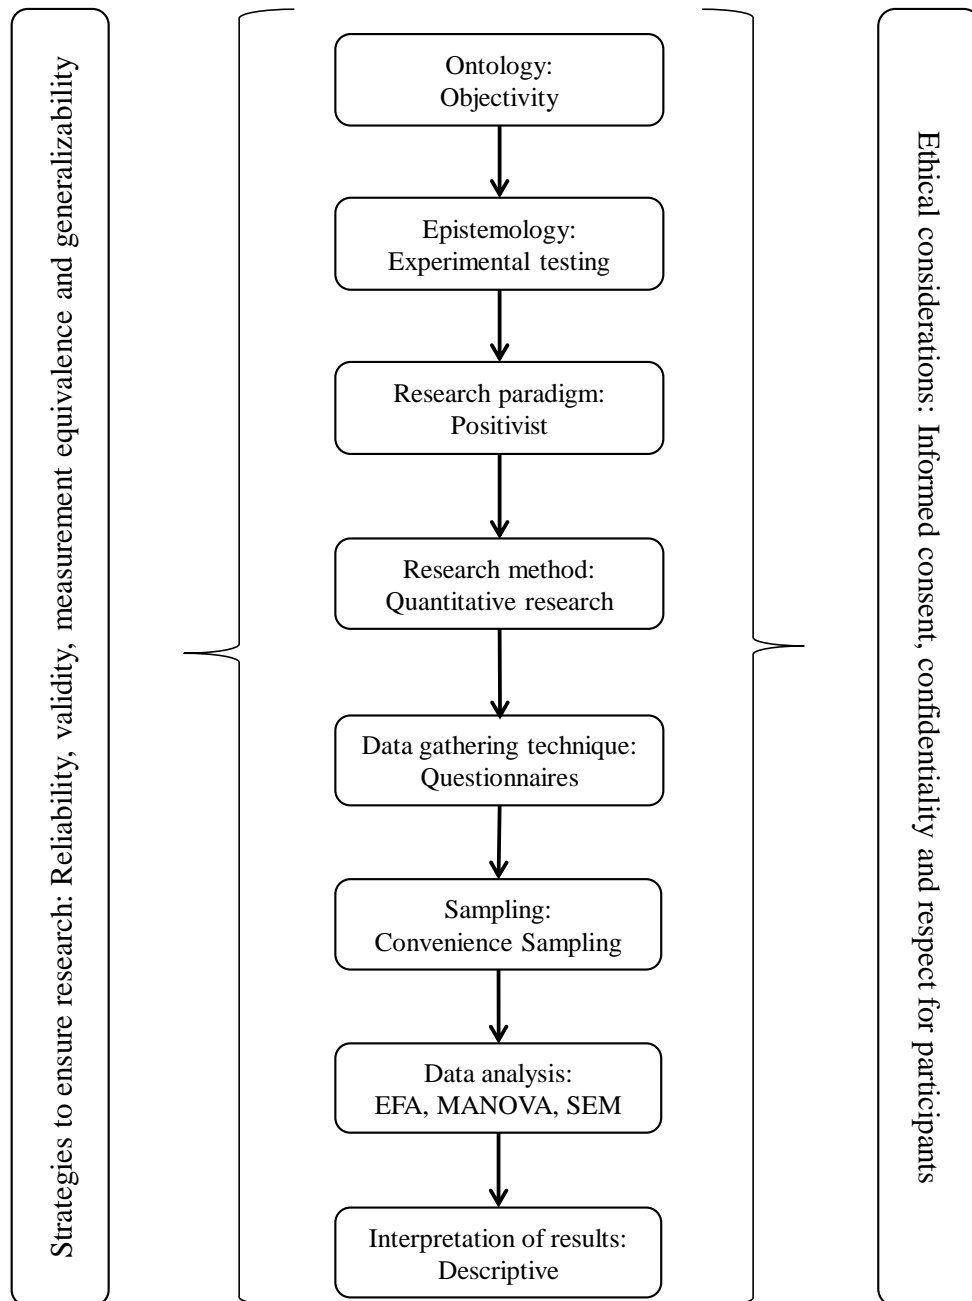 Strategies to ensure research: Reliability, validity, measurement equivalence and generalizability
Ontology:
Objectivity
Epistemology:
Experimental testing
Research paradigm:
Positivist
Research method:
Quantitative research
Data gathering technique:
Questionnaires
Sampling:
Convenience Sampling
Data analysis:
EFA, MANOVA, SEM
Interpretation of results:
Descriptive
Ethical considerations: Informed consent, confidentiality and respect for participants